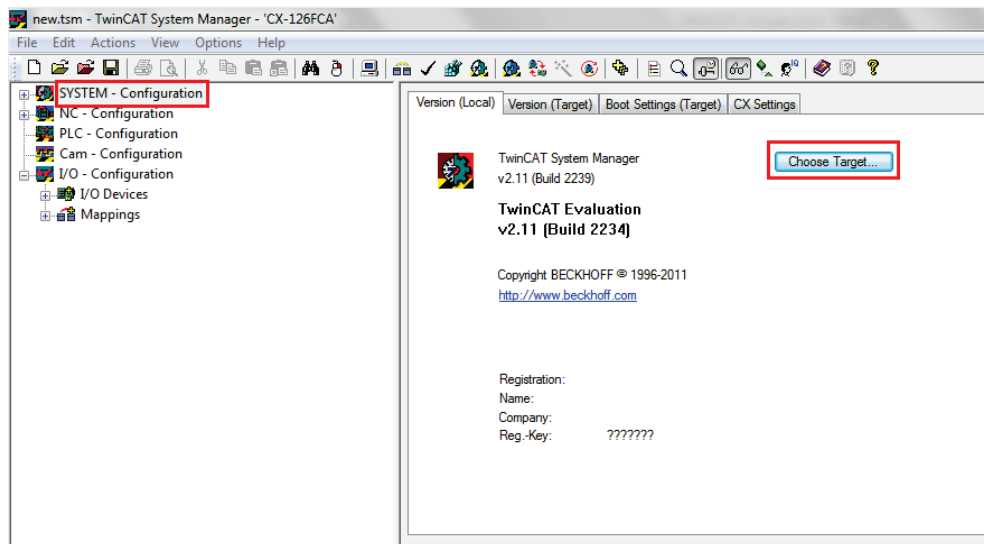 new.tsm - TwinCAT System Manager - 'CX-126FCA'
File Edit Actions View Options Help
SYSTEM - Configuration
NC - Configuration
PLC - Configuration
Cam - Configuration
I/O - Configuration
I/O Devices
Mappings
Version (Local) Version (Target) Boot Settings (Target) CX Settings
TwinCAT System Manager
v2.11 (Build 2239)
Choose Target...
TwinCAT Evaluation
v2.11 (Build 2234)
Copyright BECKHOFF © 1996-2011
http://www.beckhoff.com
Registration:
Name:
Company:
Reg.-Key: ???????